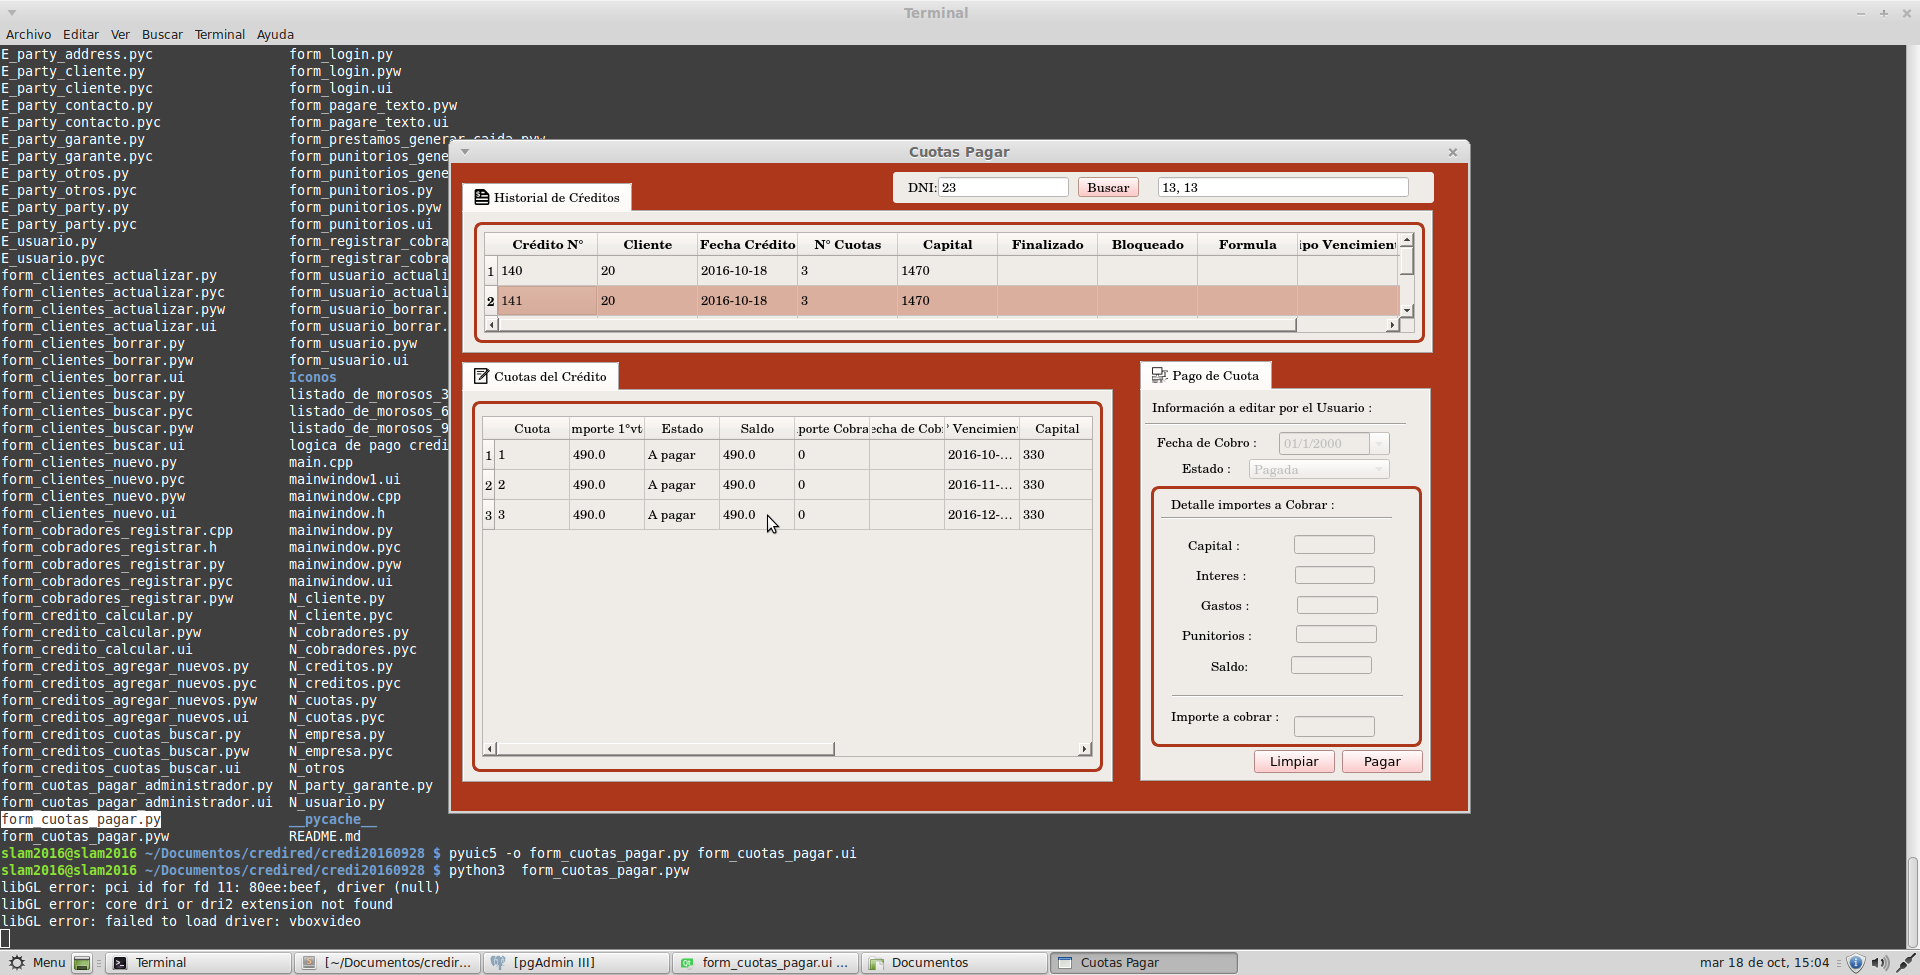 Terminal
Archivo Editar Ver Buscar Terminal Ayuda
E_party_address.pyc form_login.py
E_party_cliente.py form_login.pyw
E_party_cliente.pyc form_login.ui
E_party_contacto.py form_pagare_texto.pyw
E_party_contacto.pyc form_pagare_texto.ui
E_party_garante.py form_prestamos_generar_caida.pyw
E_party_garante.pyc form_punitorios_gene
E_party_otros.py form_punitorios_gene
E_party_otros.pyc form_punitorios.py
E_party_party.py form_punitorios.pyw
E_party_party.pyc form_punitorios.ui
E_usuario.py form_registrar_cobra
E_usuario.pyc form_registrar_cobra
form_clientes_actualizar.py form_usuario_actuali
form_clientes_actualizar.pyc form_usuario_actuali
form_clientes_actualizar.pyw form_usuario_borrar.
form_clientes_actualizar.ui form_usuario_borrar.
form_clientes_borrar.py form_usuario.pyw
form_clientes_borrar.pyw form_usuario.ui
form_clientes_borrar.ui Íconos
form_clientes_buscar.py listado_de_morosos_3
form_clientes_buscar.pyc listado_de_morosos_6
form_clientes_buscar.pyw listado_de_morosos_9
form_clientes_buscar.ui logica de pago credi
form_clientes_nuevo.py main.cpp
form_clientes_nuevo.pyc mainwindow1.ui
form_clientes_nuevo.pyw mainwindow.cpp
form_clientes_nuevo.ui mainwindow.h
form_cobradores_registrar.cpp mainwindow.py
form_cobradores_registrar.h mainwindow.pyc
form_cobradores_registrar.py mainwindow.pyw
form_cobradores_registrar.pyc mainwindow.ui
form_cobradores_registrar.pyw N_cliente.py
form_credito_calcular.py N_cliente.pyc
form_credito_calcular.pyw N_cobradores.py
form_credito_calcular.ui N_cobradores.pyc
form_creditos_agregar_nuevos.py N_creditos.py
form_creditos_agregar_nuevos.pyc N_creditos.pyc
form_creditos_agregar_nuevos.pyw N_cuotas.py
form_creditos_agregar_nuevos.ui N_cuotas.pyc
form_creditos_cuotas_buscar.py N_empresa.py
form_creditos_cuotas_buscar.pyw N_empresa.pyc
form_creditos_cuotas_buscar.ui N_otros
form_cuotas_pagar_administrador.py N_party_garante.py
form_cuotas_pagar_administrador.ui N_usuario.py
form_cuotas_pagar.py __pycache__
form_cuotas_pagar.pyw README.md
slam2016@slam2016 ~/Documentos/credired/credi20160928 $ pyuic5 -o form_cuotas_pagar.py form_cuotas_pagar.ui
slam2016@slam2016 ~/Documentos/credired/credi20160928 $ python3 form_cuotas_pagar.pyw
libGL error: pci id for fd 11: 80ee:beef, driver (null)
libGL error: core dri or dri2 extension not found
libGL error: failed to load driver: vboxvideo
Cuotas Pagar
DNI: 23 Buscar 13, 13
Historial de Créditos
Crédito N° Cliente Fecha Crédito N° Cuotas Capital Finalizado Bloqueado Formula ipo Vencimien
1 140 20 2016-10-18 3 1470
2 141 20 2016-10-18 3 1470
Cuotas del Crédito
Cuota mporte 1°vt Estado Saldo porte Cobra echa de Cob ° Vencimien Capital
1 1 490.0 A pagar 490.0 0 2016-10-... 330
2 2 490.0 A pagar 490.0 0 2016-11-... 330
3 3 490.0 A pagar 490.0 0 2016-12-... 330
Pago de Cuota
Información a editar por el Usuario :
Fecha de Cobro : 01/1/2000
Estado : Pagada
Detalle importes a Cobrar :
Capital :
Interes :
Gastos :
Punitorios :
Saldo:
Importe a cobrar :
Limpiar Pagar
Menu Terminal [~/Documentos/credir... [pgAdmin III] form_cuotas_pagar.ui ... Documentos Cuotas Pagar mar 18 de oct, 15:04